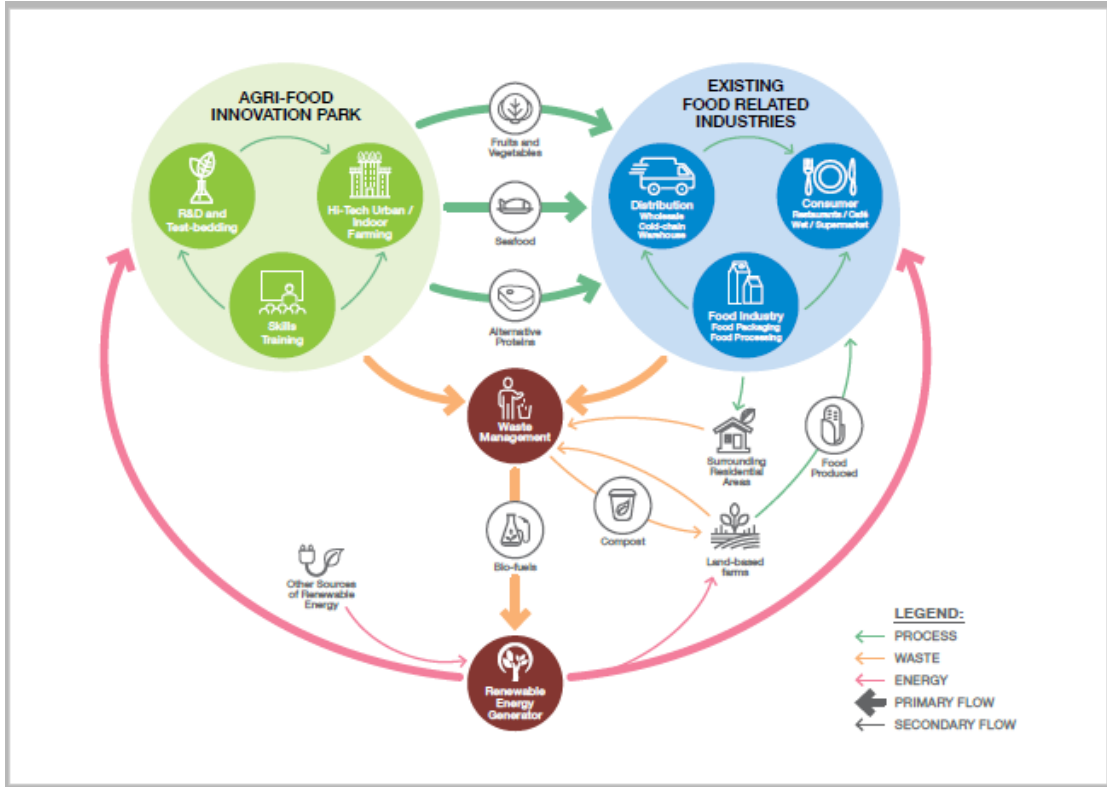 AGRI-FOOD
INNOVATION PARK
R&D and
Test-bedding
Hi-Tech Urban /
Indoor
Farming
Skills
Training
Fruits and
Vegetables
Seafood
Alternative
Proteins
EXISTING
FOOD RELATED
INDUSTRIES
Distribution
Wholesale
Cold-chain
Warehouse
Consumer
Restaurants / Café
Wet / Supermarket
Food Industry
Food Packaging
Food Processing
Waste
Management
Surrounding
Residential
Areas
Food
Produced
Compost
Land-based
farms
Bio-fuels
Other Sources
of Renewable
Energy
Renewable
Energy
Generator
LEGEND:
PROCESS
WASTE
ENERGY
PRIMARY FLOW
SECONDARY FLOW